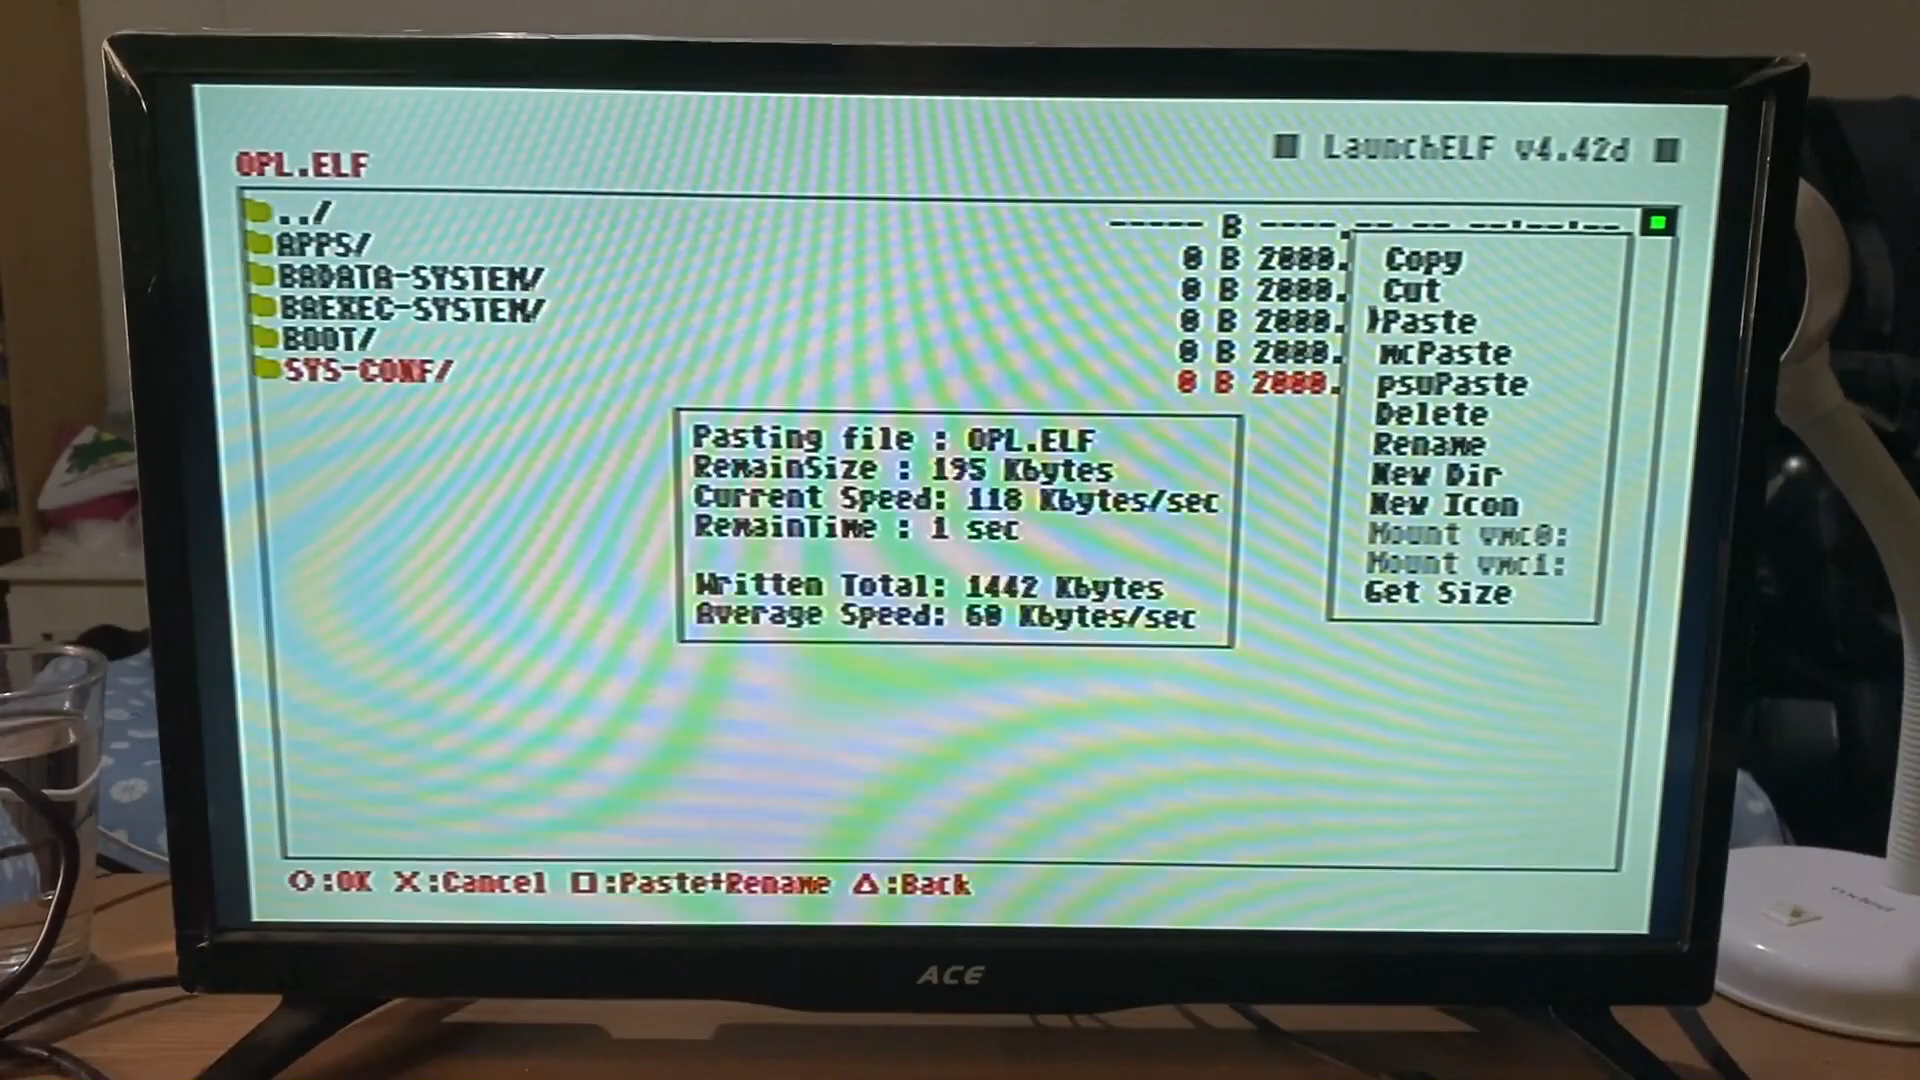 LaunchELF v4.42d
OPL.ELF
../ ----- B ----.-- -- --:--:--
APPS/ 0 B 2000.
BADATA-SYSTEM/ 0 B 2000.
BAEXEC-SYSTEM/ 0 B 2000.
BOOT/ 0 B 2000.
SYS-CONF/ 0 B 2000.
Copy
Cut
Paste
mcPaste
psuPaste
Delete
Rename
New Dir
New Icon
Mount vmc0:
Mount vmc1:
Get Size
Pasting file : OPL.ELF
RemainSize : 195 Kbytes
Current Speed: 118 Kbytes/sec
RemainTime : 1 sec
Written Total: 1442 Kbytes
Average Speed: 60 Kbytes/sec
O:OK X:Cancel □:Paste+Rename △:Back
ACE